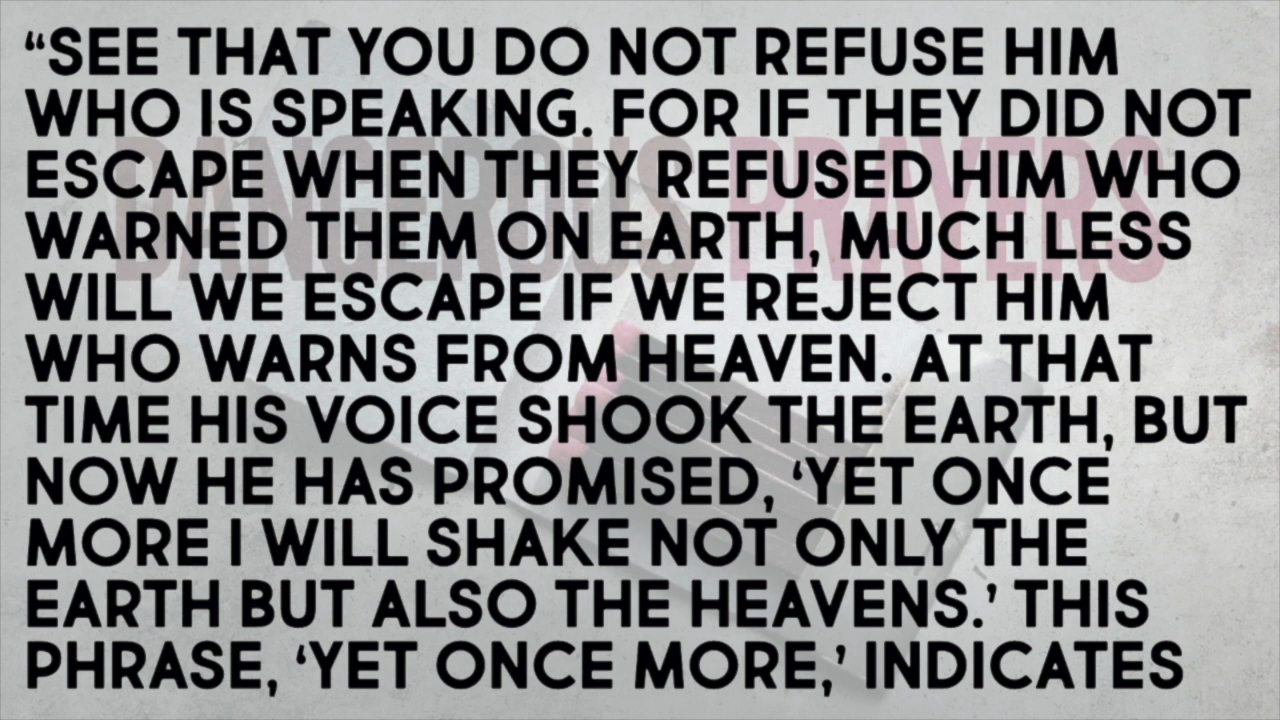 “SEE THAT YOU DO NOT REFUSE HIM
WHO IS SPEAKING. FOR IF THEY DID NOT
ESCAPE WHEN THEY REFUSED HIM WHO
WARNED THEM ON EARTH, MUCH LESS
WILL WE ESCAPE IF WE REJECT HIM
WHO WARNS FROM HEAVEN. AT THAT
TIME HIS VOICE SHOOK THE EARTH, BUT
NOW HE HAS PROMISED, ‘YET ONCE
MORE I WILL SHAKE NOT ONLY THE
EARTH BUT ALSO THE HEAVENS.’ THIS
PHRASE, ‘YET ONCE MORE,’ INDICATES
DANGEROUS PRAYERS